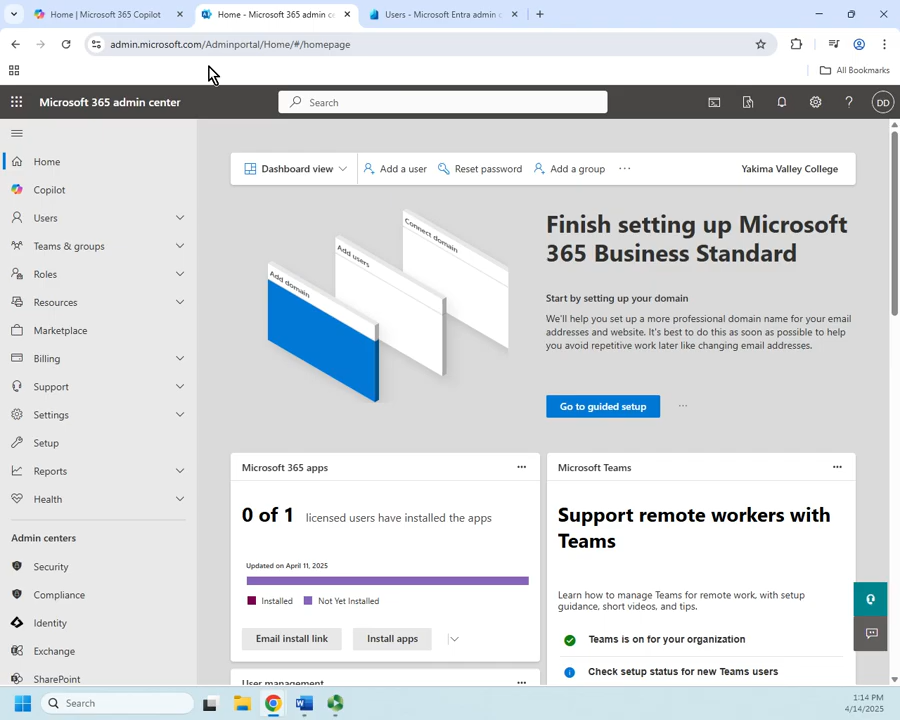 Home | Microsoft 365 Copilot
Home - Microsoft 365 admin ce
Users - Microsoft Entra admin c
admin.microsoft.com/Adminportal/Home/#/homepage
All Bookmarks
Microsoft 365 admin center
Search
DD
Home
Copilot
Users
Teams & groups
Roles
Resources
Marketplace
Billing
Support
Settings
Setup
Reports
Health
Admin centers
Security
Compliance
Identity
Exchange
SharePoint
Dashboard view
Add a user
Reset password
Add a group
Yakima Valley College
Add domain
Add users
Connect domain
Finish setting up Microsoft
365 Business Standard
Start by setting up your domain
We'll help you set up a more professional domain name for your email
addresses and website. It's best to do this as soon as possible to help
you avoid repetitive work later like changing email addresses.
Go to guided setup
Microsoft 365 apps
0 of 1 licensed users have installed the apps
Updated on April 11, 2025
Installed
Not Yet Installed
Email install link
Install apps
User management
Microsoft Teams
Support remote workers with
Teams
Learn how to manage Teams for remote work, with setup
guidance, short videos, and tips.
Teams is on for your organization
Check setup status for new Teams users
Search
1:14 PM
4/14/2025